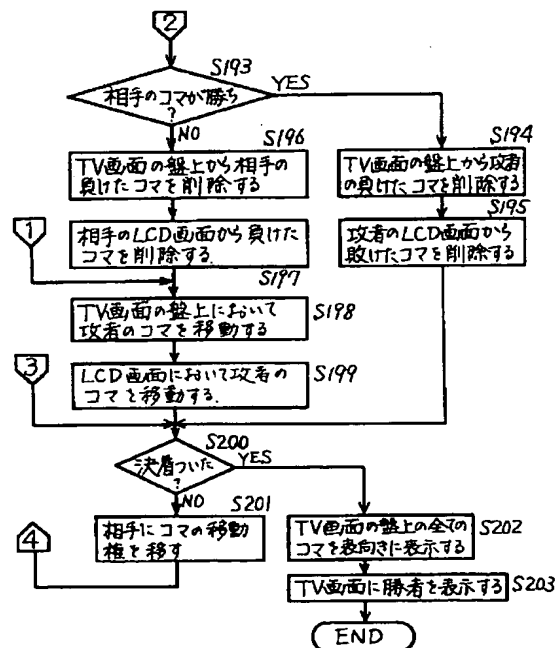 2
S193
相手のコマが勝ち
?
YES
NO
S196
TV画面の盤上から相手の
負けたコマを削除する
S194
TV画面の盤上から攻者
の負けたコマを削除する
S195
攻者のLCD画面から
敗けたコマを削除する
1
相手のLCD画面から負けた
コマを削除する.
S197
TV画面の盤上において
攻者のコマを移動する
S198
3
LCD画面において攻者の
コマを移動する.
S199
S200
決着ついた
?
YES
NO
S201
4
相手にコマの移動
権を移す
TV画面の盤上の全ての
コマを表向きに表示する
S202
TV画面に勝者を表示する
S203
END